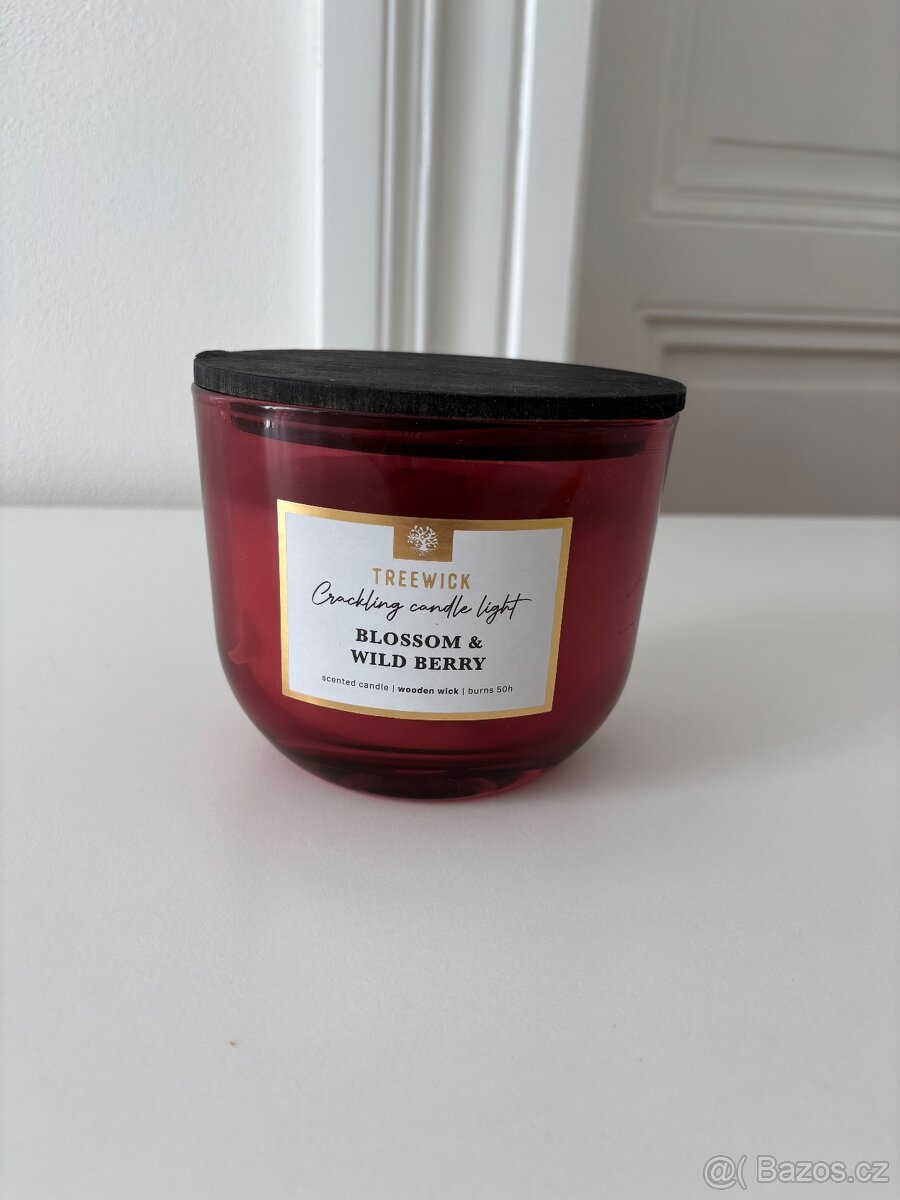 TREEWICK
Crackling candle light
BLOSSOM &
WILD BERRY
scented candle | wooden wick | burns 50h
@( Bazos.cz